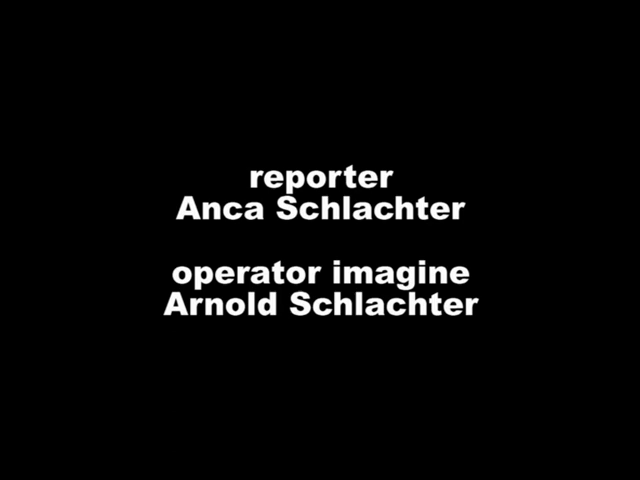 reporter
Anca Schlachter
operator imagine
Arnold Schlachter